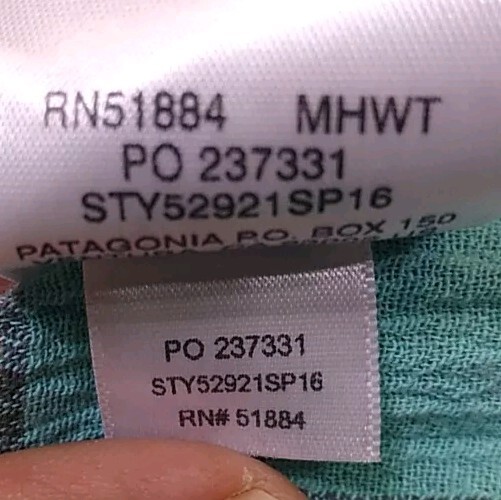 RN51884 MHWT
PO 237331
STY52921SP16
PATAGONIA PO. BOX 150
PO 237331
STY52921SP16
RN# 51884